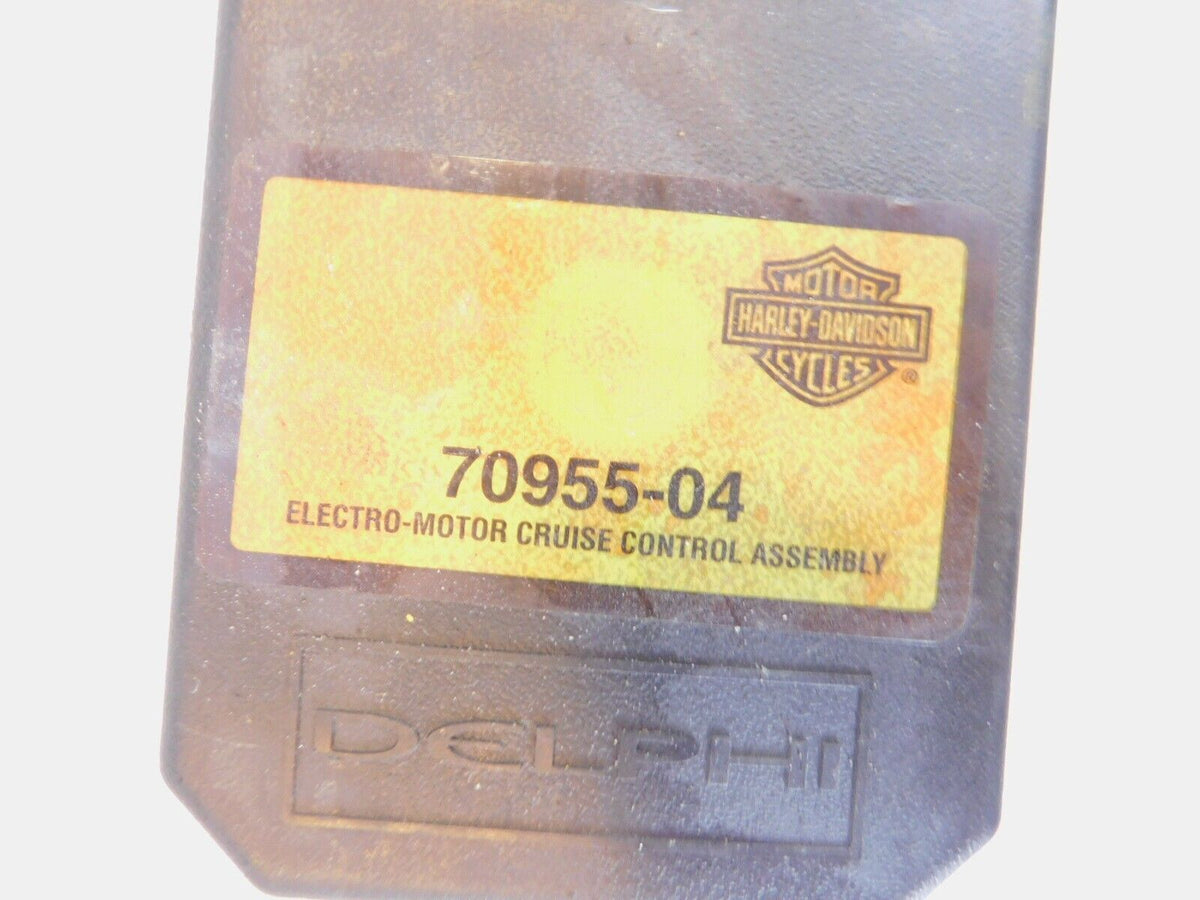 MOTOR
HARLEY-DAVIDSON
CYCLES®
70955-04
ELECTRO-MOTOR CRUISE CONTROL ASSEMBLY
DELPHI